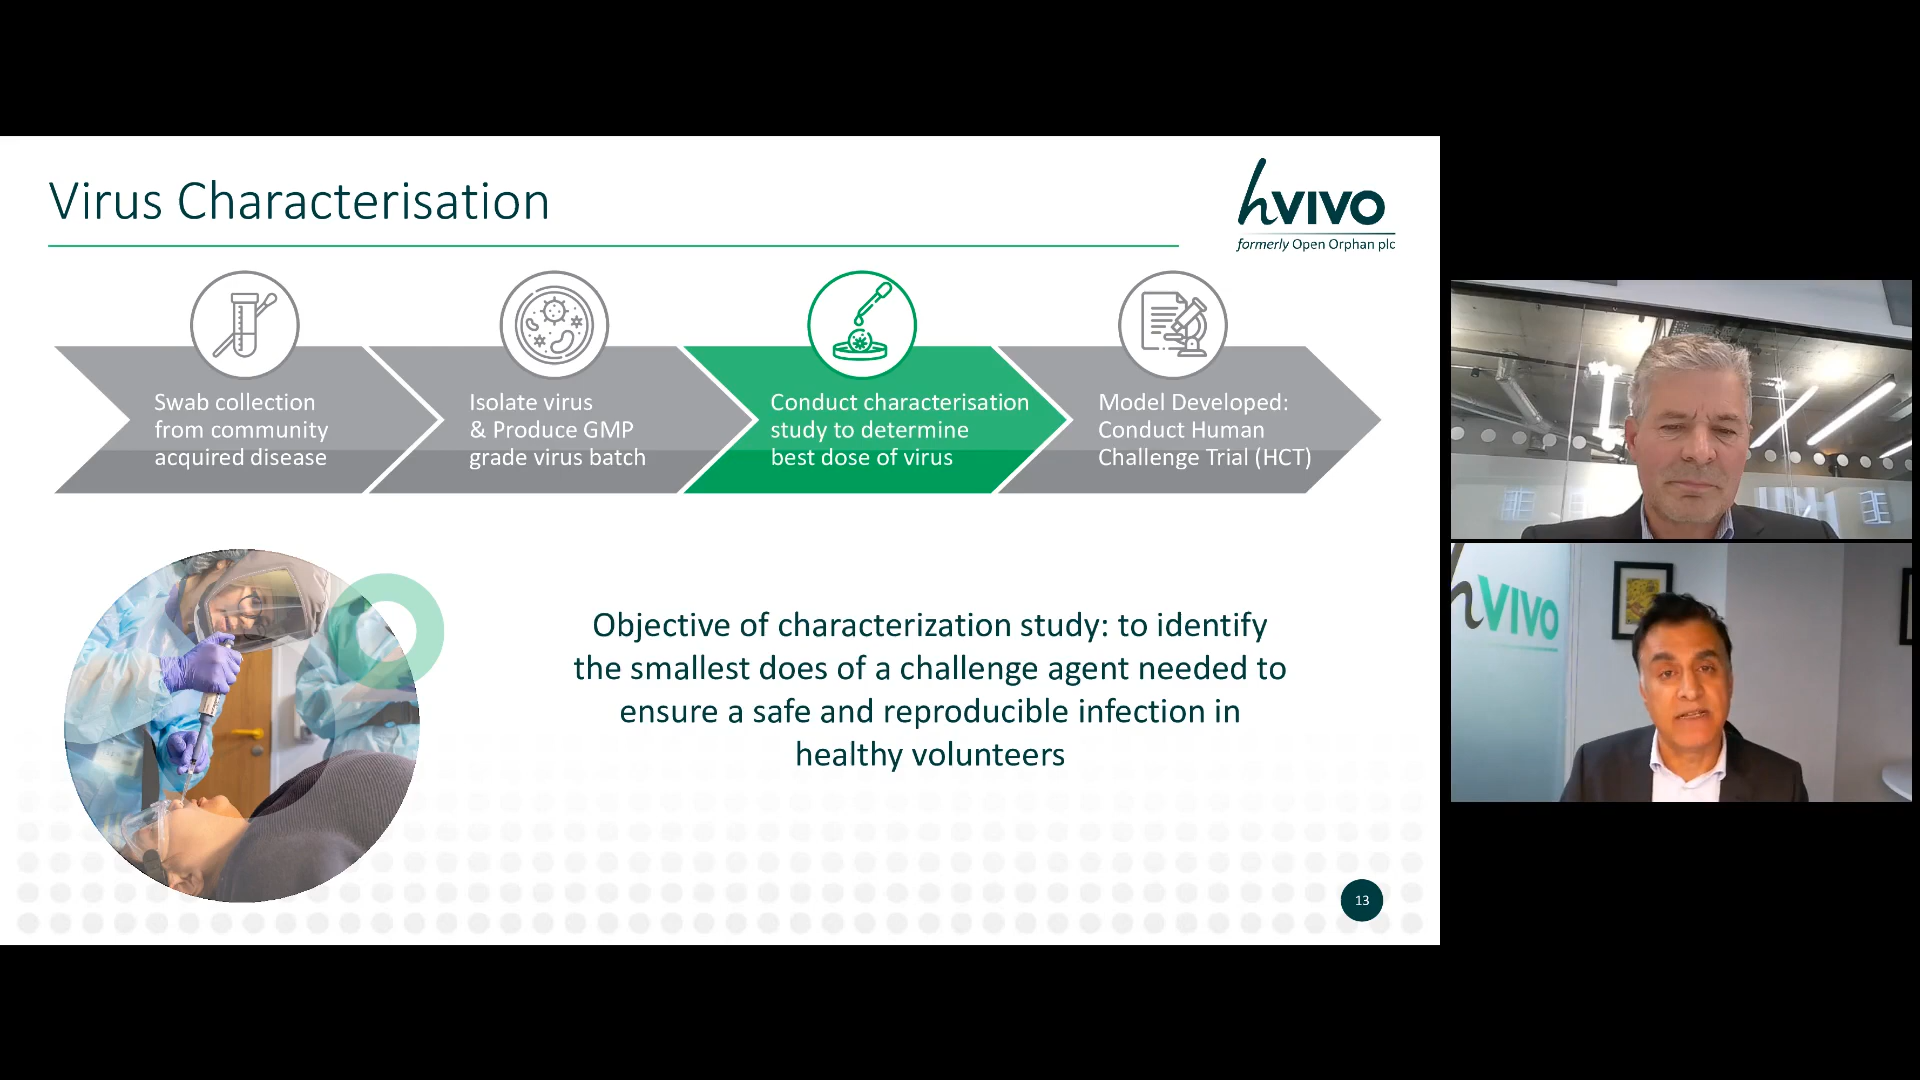 Virus Characterisation
hVIVO
formerly Open Orphan plc
Swab collection
from community
acquired disease
Isolate virus
& Produce GMP
grade virus batch
Conduct characterisation
study to determine
best dose of virus
Model Developed:
Conduct Human
Challenge Trial (HCT)
Objective of characterization study: to identify
the smallest does of a challenge agent needed to
ensure a safe and reproducible infection in
healthy volunteers
13
hVIVO